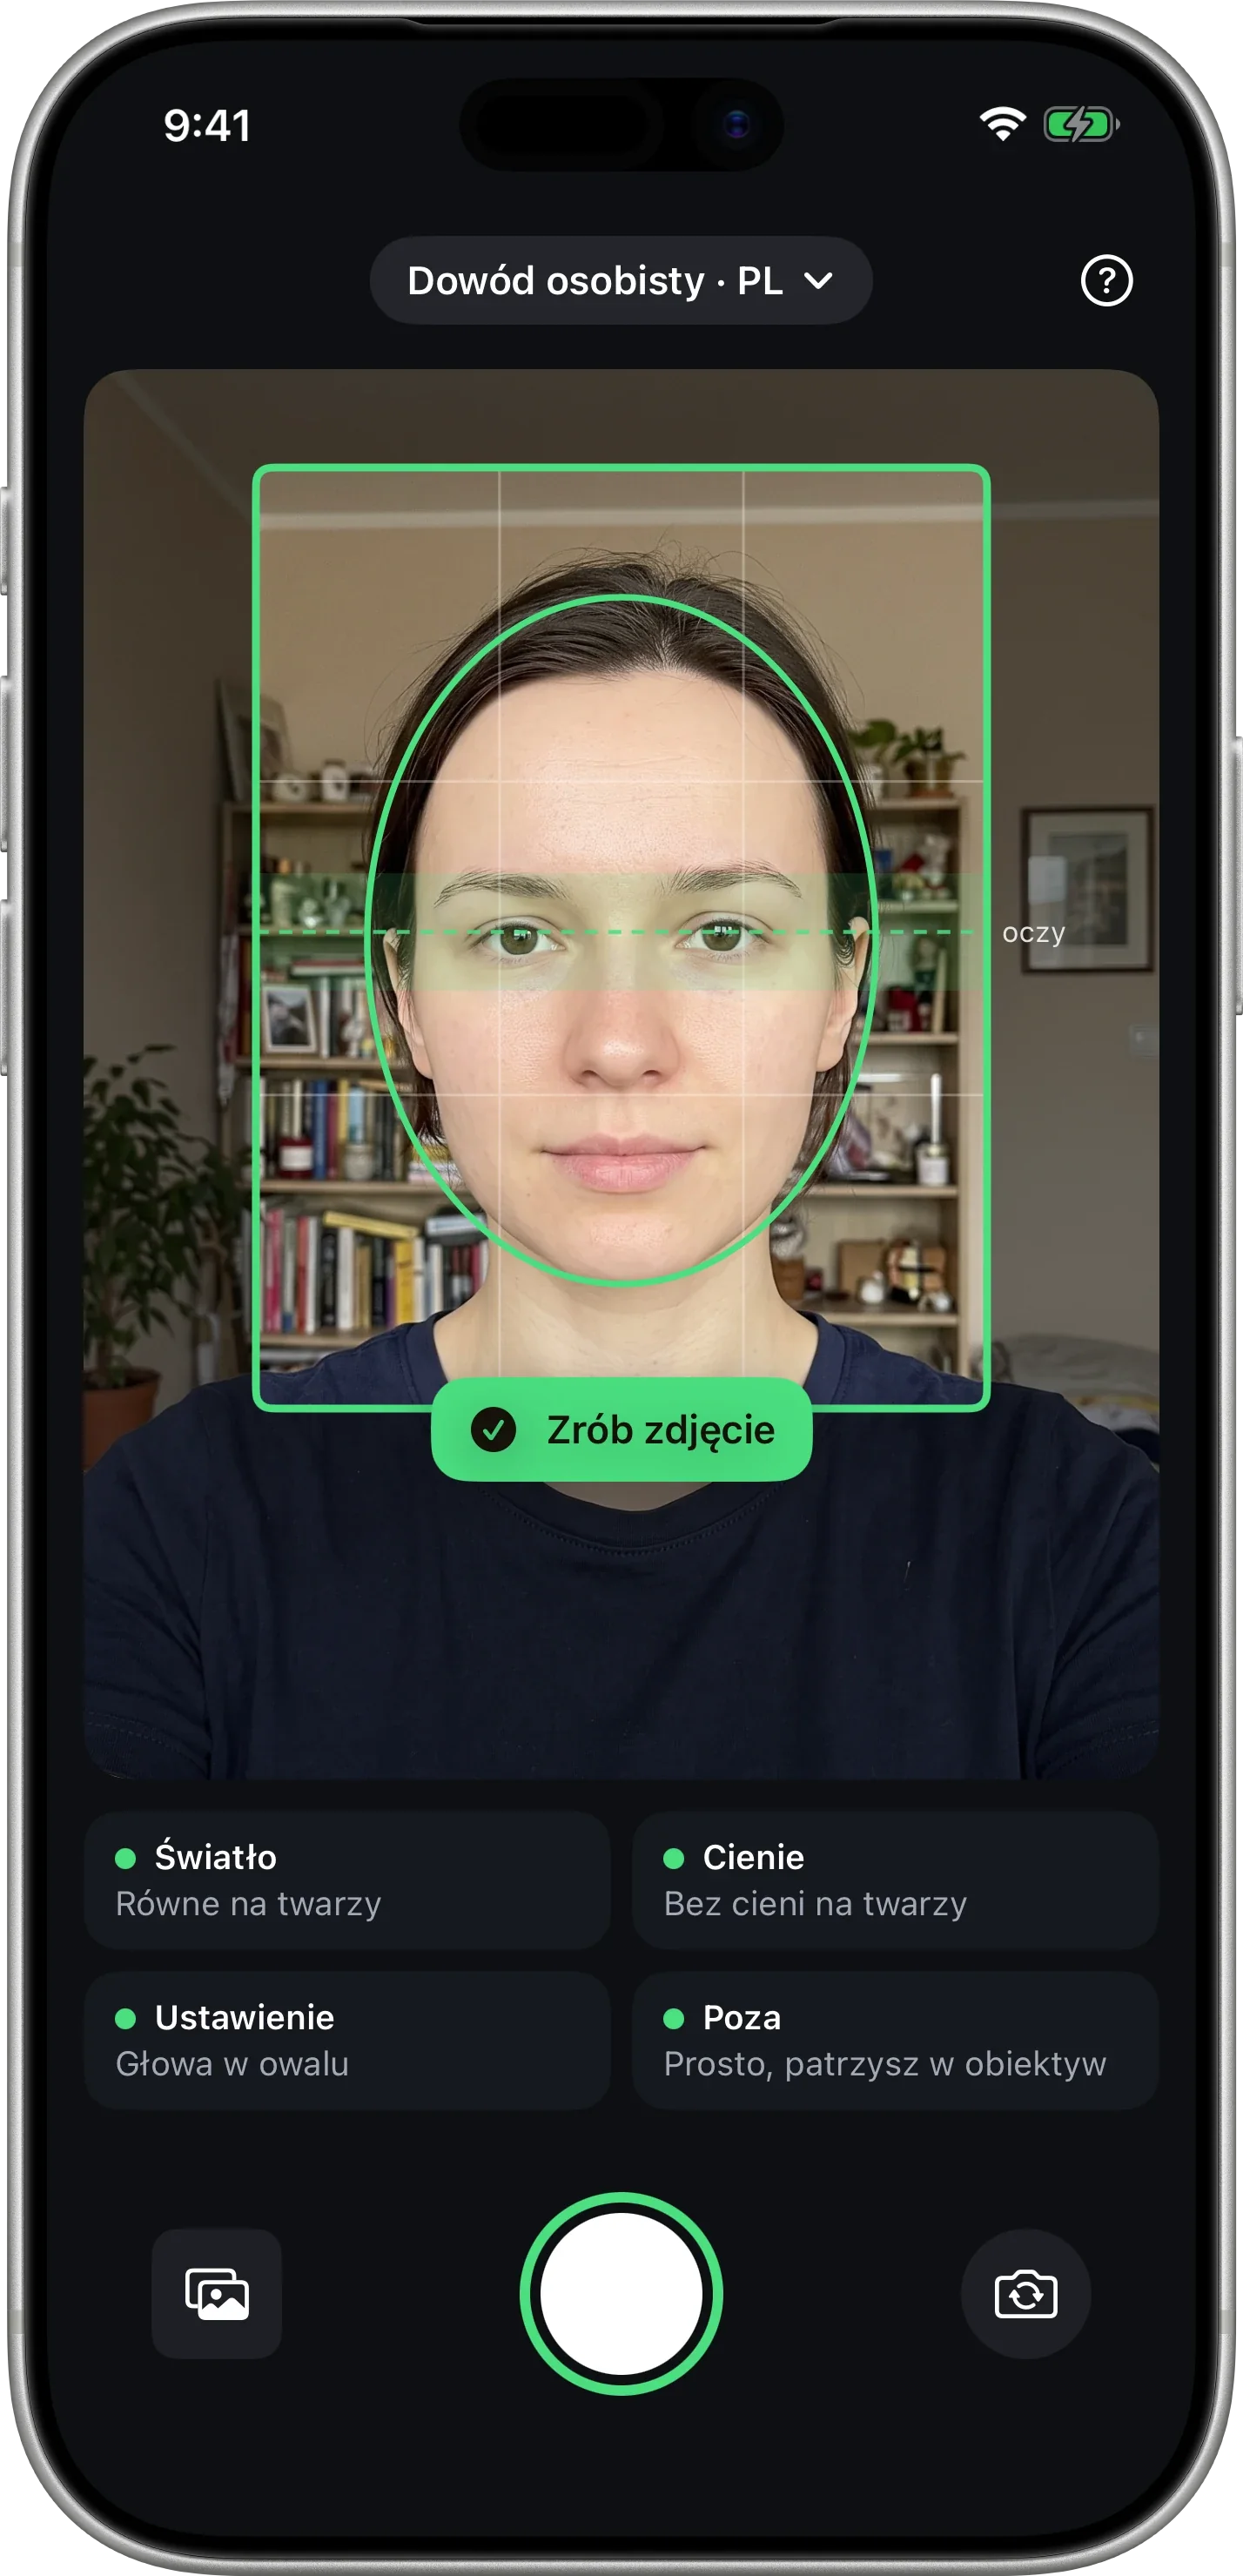 9:41
Dowód osobisty · PL
?
oczy
Zrób zdjęcie
Światło
Równe na twarzy
Cienie
Bez cieni na twarzy
Ustawienie
Głowa w owalu
Poza
Prosto, patrzysz w obiektyw